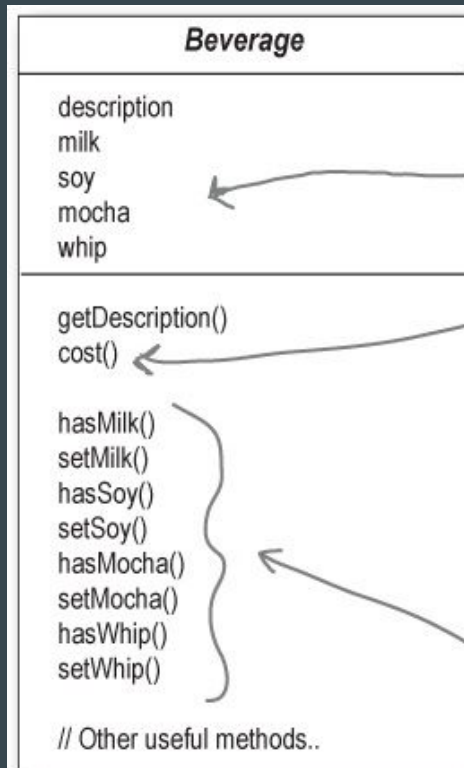 Beverage
description
milk
soy
mocha
whip
getDescription()
cost()
hasMilk()
setMilk()
hasSoy()
setSoy()
hasMocha()
setMocha()
hasWhip()
setWhip()
// Other useful methods..